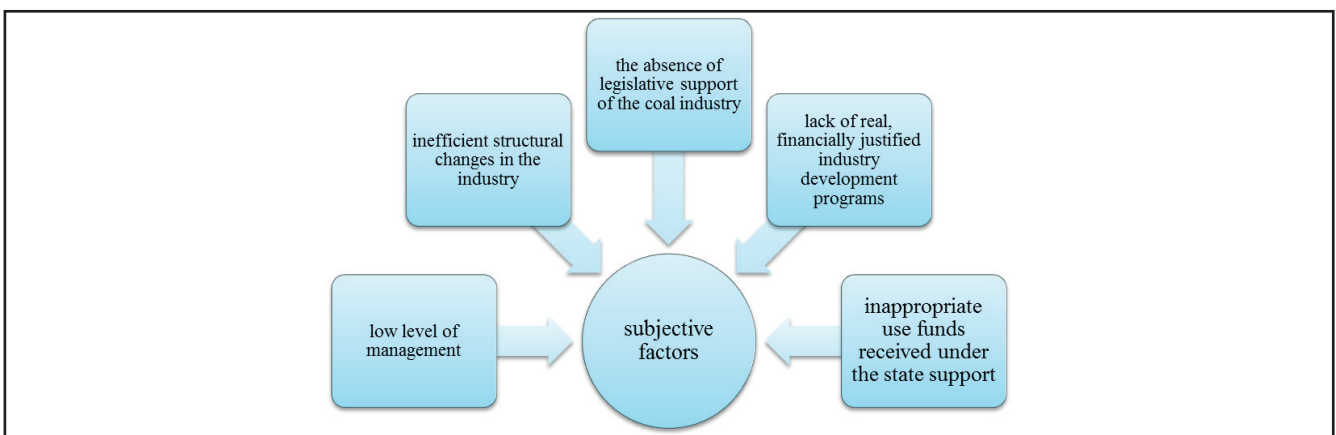 the absence of
legislative support
of the coal industry
inefficient structural
changes in the
industry
lack of real,
financially justified
industry
development
programs
low level of
management
subjective
factors
inappropriate
use funds
received under
the state support